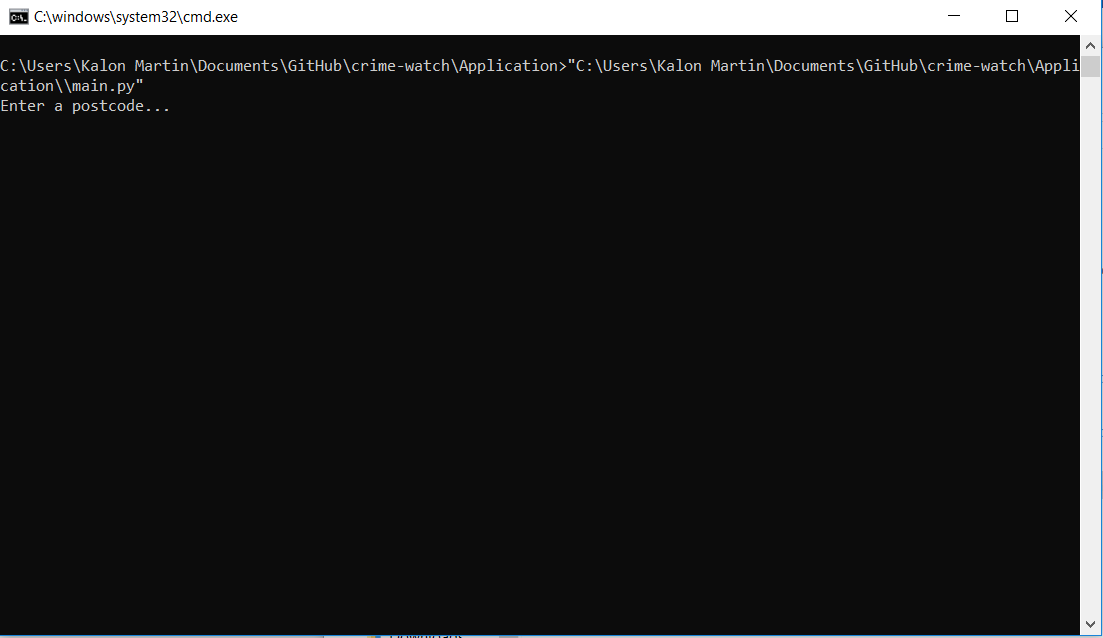 C:\windows\system32\cmd.exe
C:\Users\Kalon Martin\Documents\GitHub\crime-watch\Application>"C:\Users\Kalon Martin\Documents\GitHub\crime-watch\Appli
cation\\main.py"
Enter a postcode...
Downloads